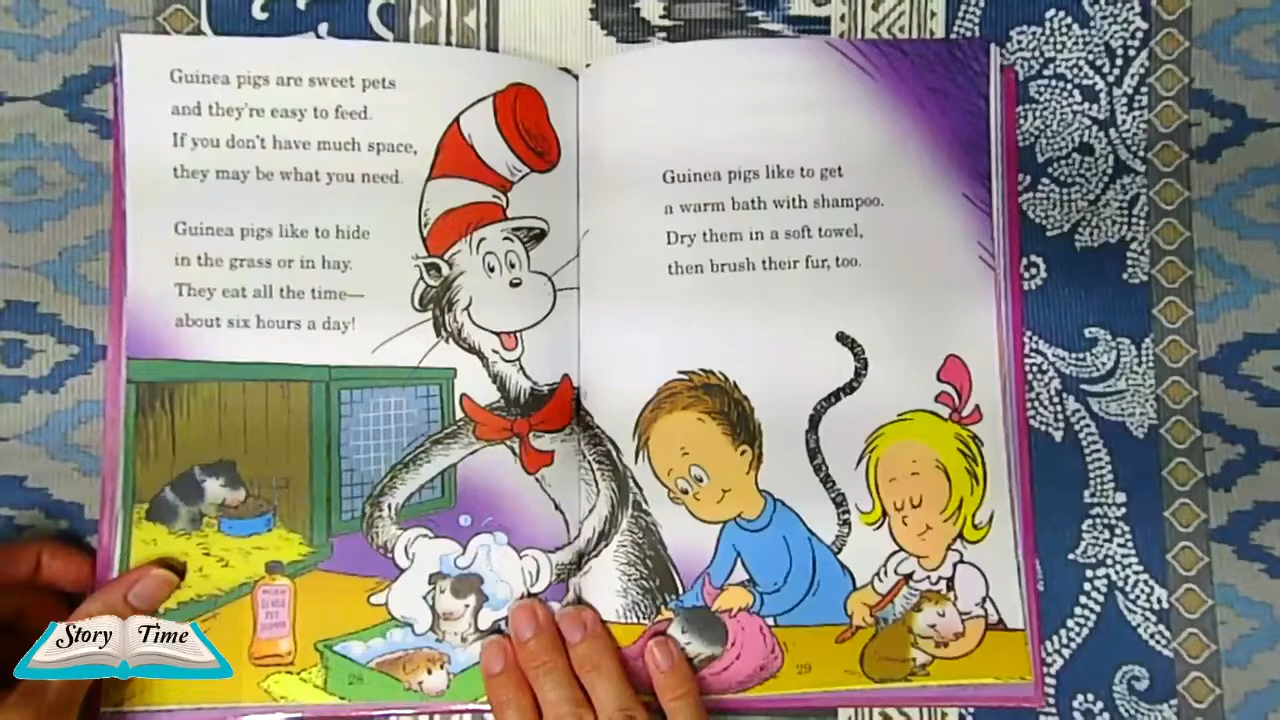 Guinea pigs are sweet pets
and they're easy to feed.
If you don't have much space,
they may be what you need.
Guinea pigs like to hide
in the grass or in hay.
They eat all the time—
about six hours a day!
28
Guinea pigs like to get
a warm bath with shampoo.
Dry them in a soft towel,
then brush their fur, too.
29
Story Time